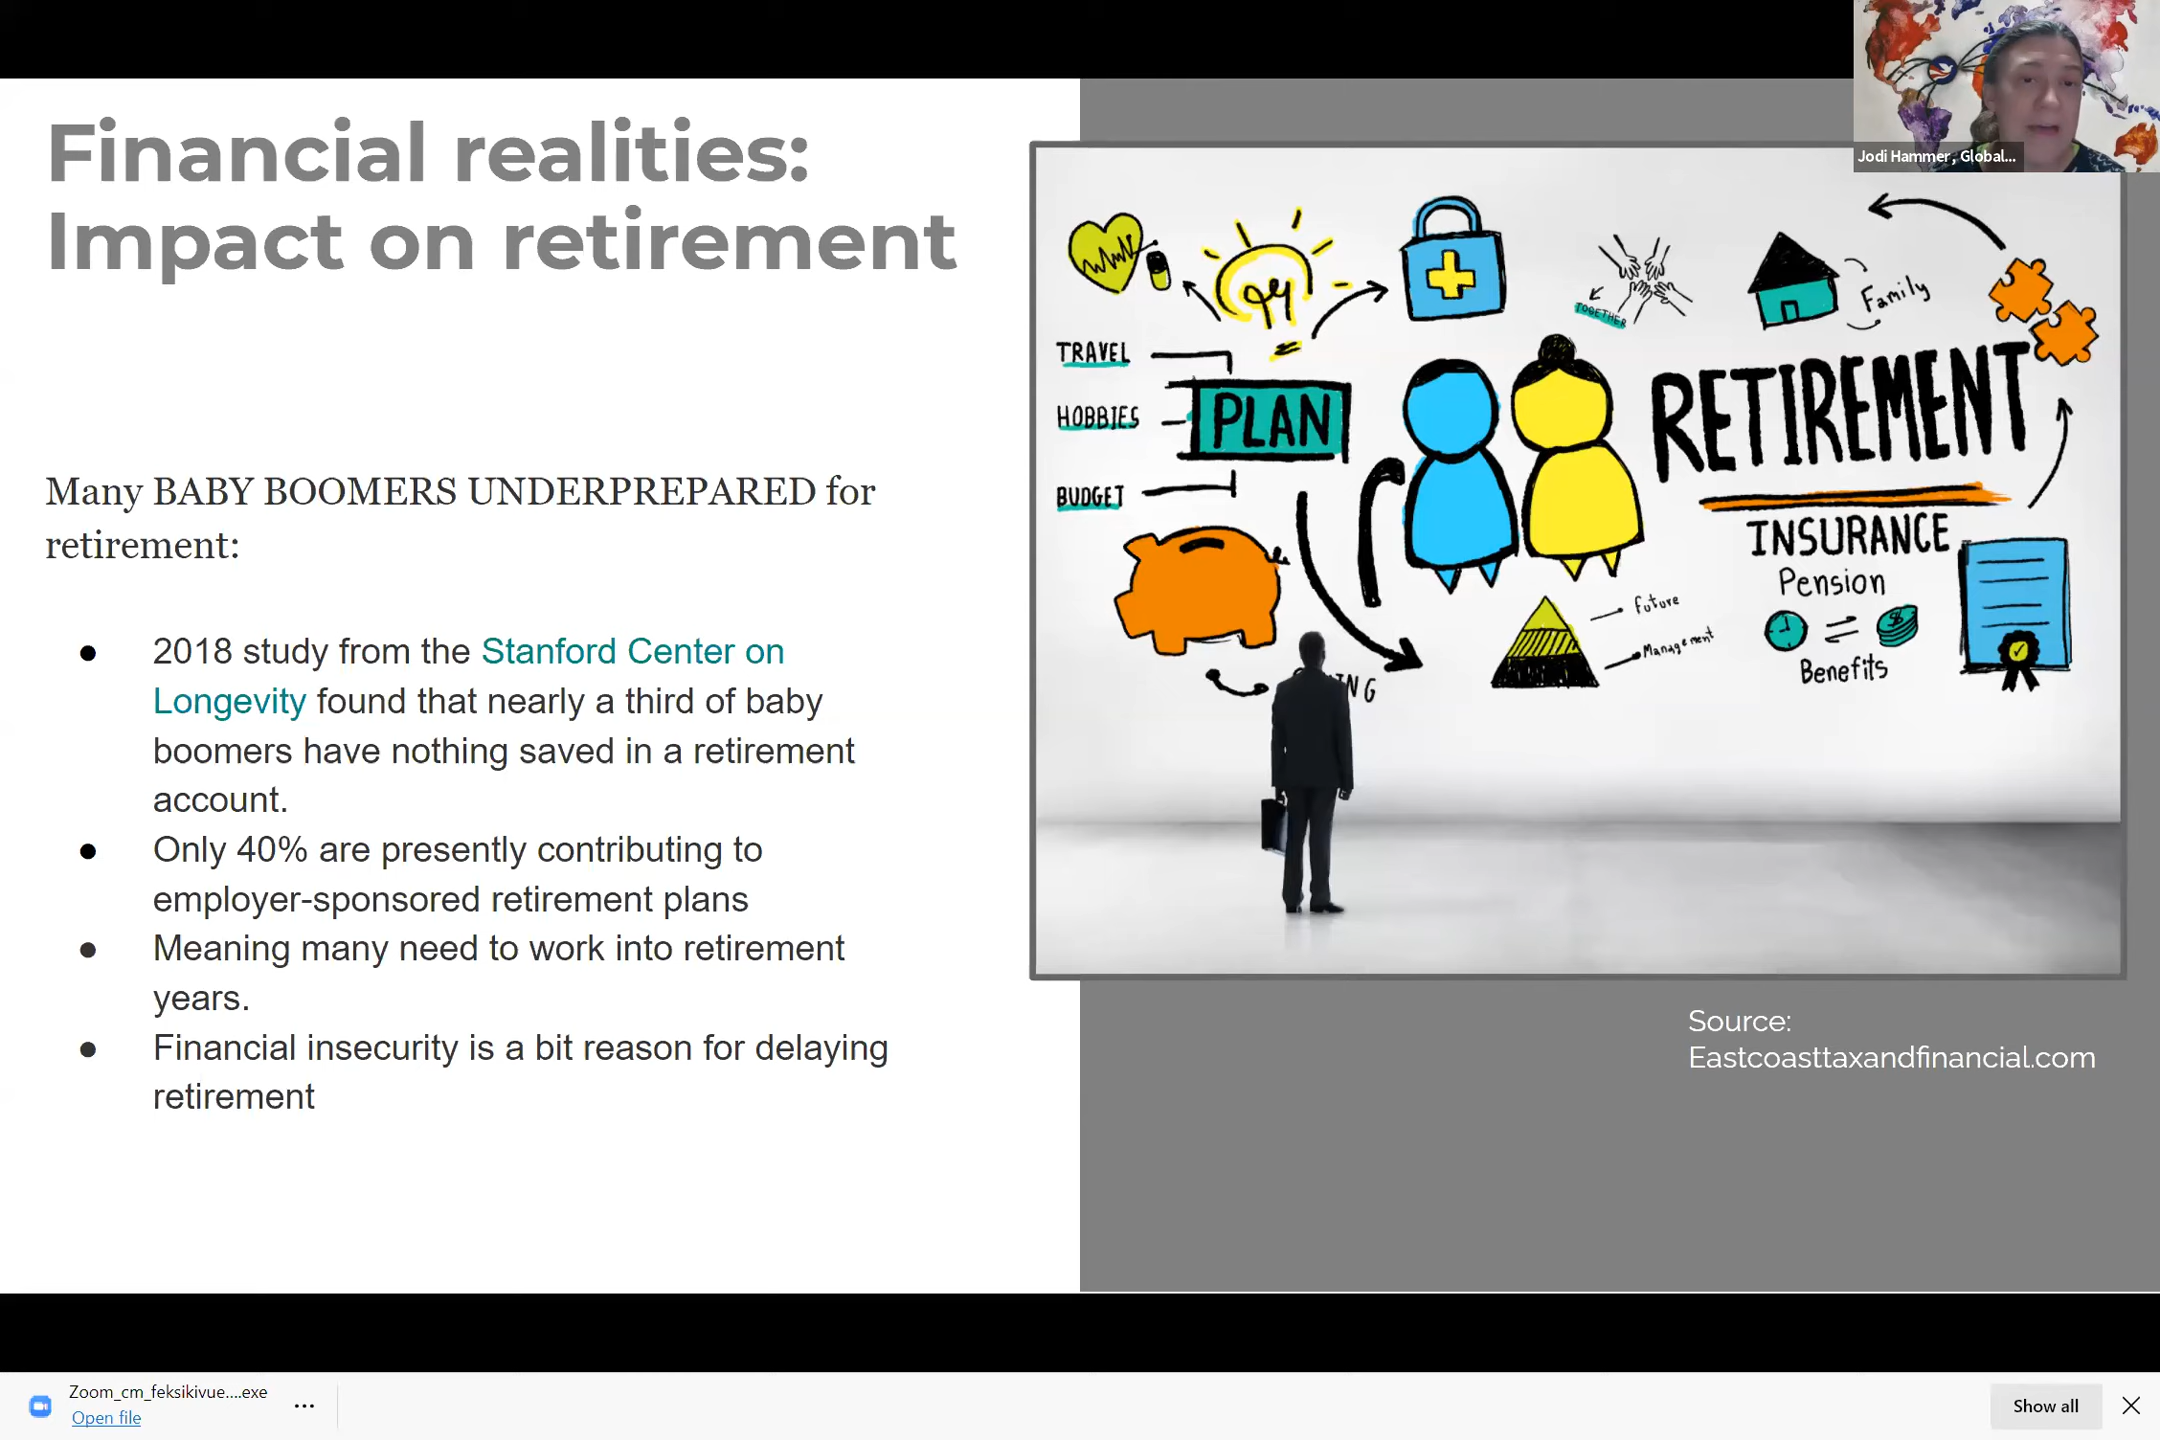 Jodi Hammer, Global...
Financial realities:
Impact on retirement
Many BABY BOOMERS UNDERPREPARED for
retirement:
● 2018 study from the Stanford Center on
Longevity found that nearly a third of baby
boomers have nothing saved in a retirement
account.
● Only 40% are presently contributing to
employer-sponsored retirement plans
● Meaning many need to work into retirement
years.
● Financial insecurity is a bit reason for delaying
retirement
TOGETHER
Family
TRAVEL
HOBBIES
BUDGET
PLAN
RETIREMENT
INSURANCE
Pension
Benefits
Future
Management
Source:
Eastcoasttaxandfinancial.com
Zoom_cm_feksikivue....exe
Open file
Show all